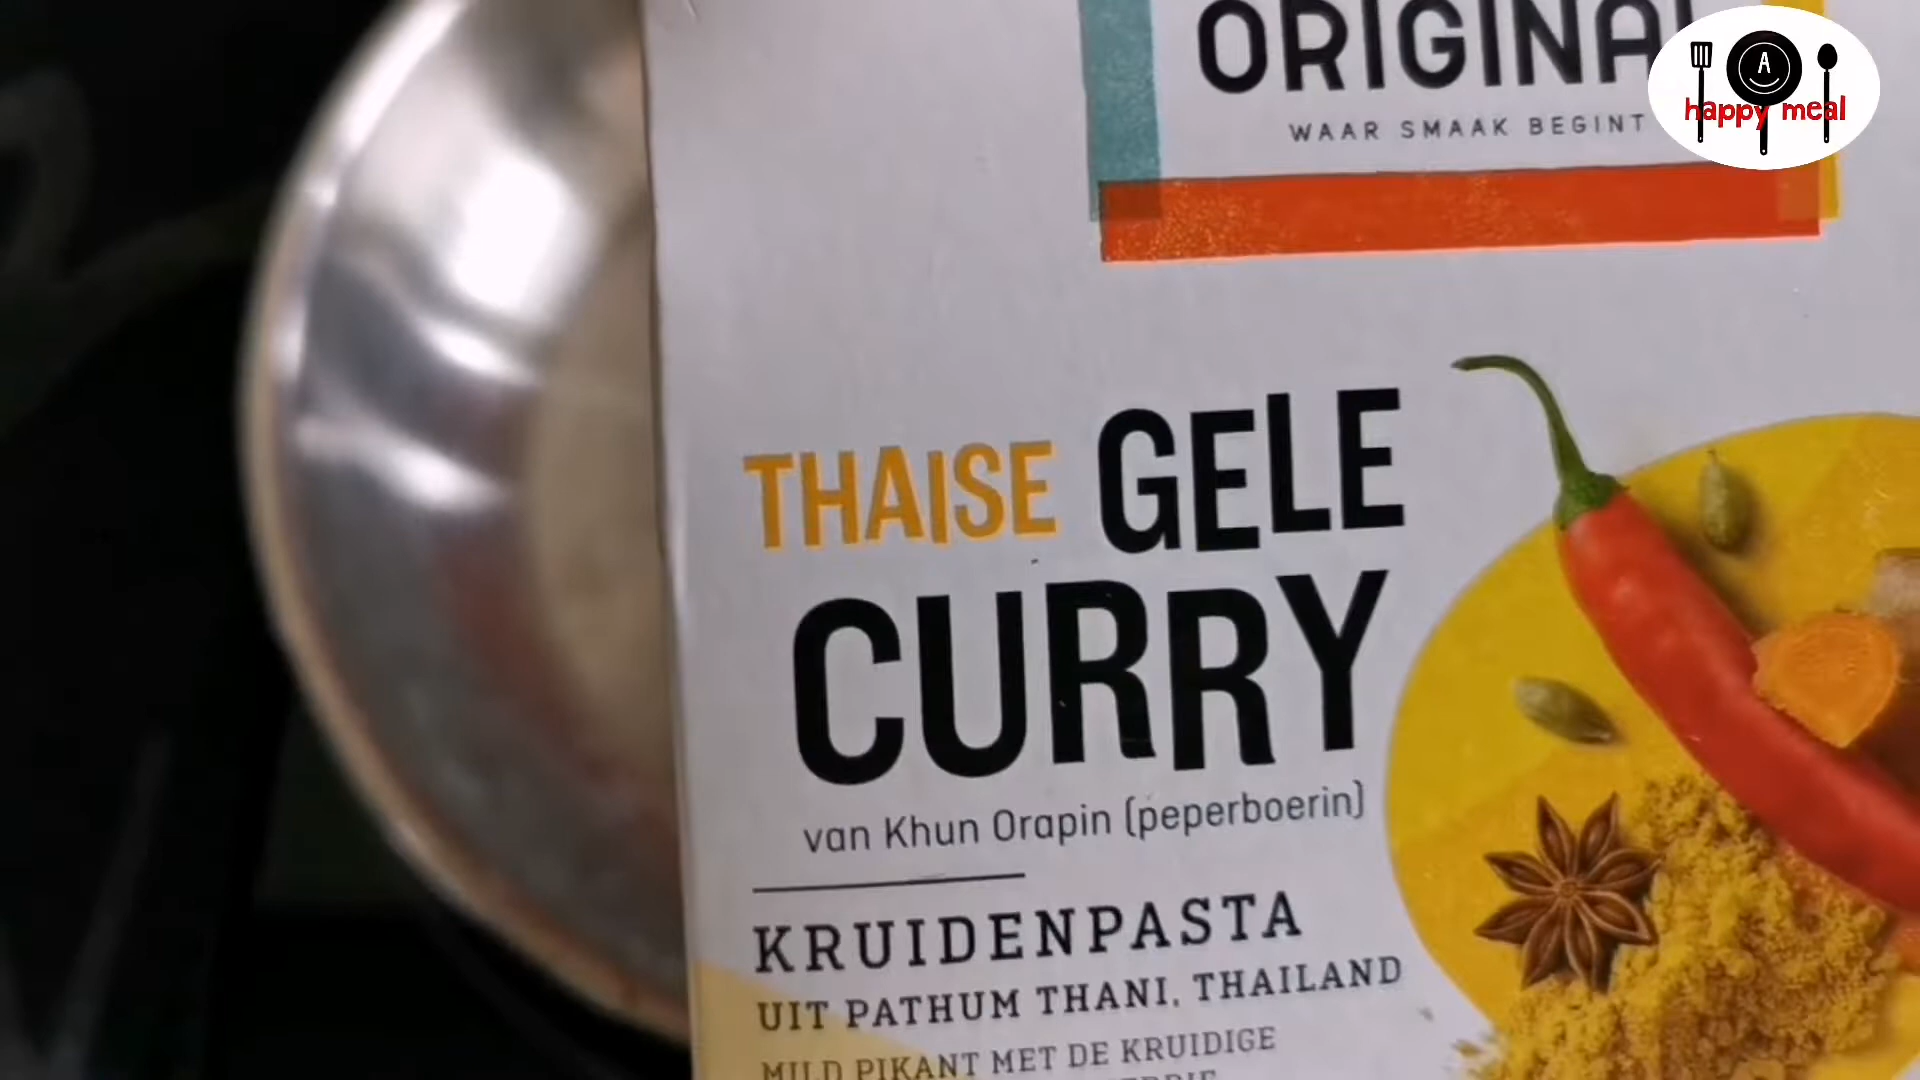 ORIGINAL
WAAR SMAAK BEGINT
A
happy meal
THAISE GELE
CURRY
van Khun Orapin (peperboerin)
KRUIDENPASTA
UIT PATHUM THANI, THAILAND
MILD PIKANT MET DE KRUIDIGE